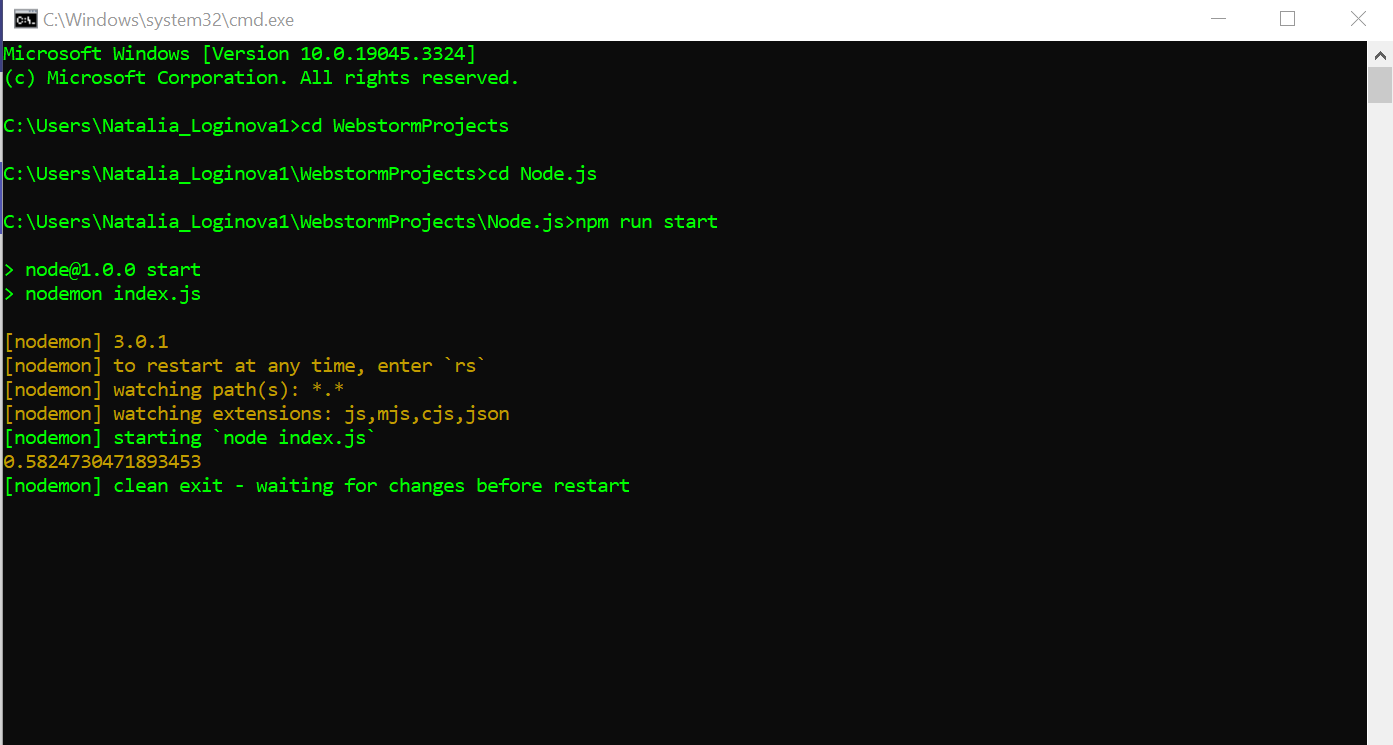 C:\Windows\system32\cmd.exe
Microsoft Windows [Version 10.0.19045.3324]
(c) Microsoft Corporation. All rights reserved.
C:\Users\Natalia_Loginova1>cd WebstormProjects
C:\Users\Natalia_Loginova1\WebstormProjects>cd Node.js
C:\Users\Natalia_Loginova1\WebstormProjects\Node.js>npm run start
> node@1.0.0 start
> nodemon index.js
[nodemon] 3.0.1
[nodemon] to restart at any time, enter `rs`
[nodemon] watching path(s): *.*
[nodemon] watching extensions: js,mjs,cjs,json
[nodemon] starting `node index.js`
0.5824730471893453
[nodemon] clean exit - waiting for changes before restart